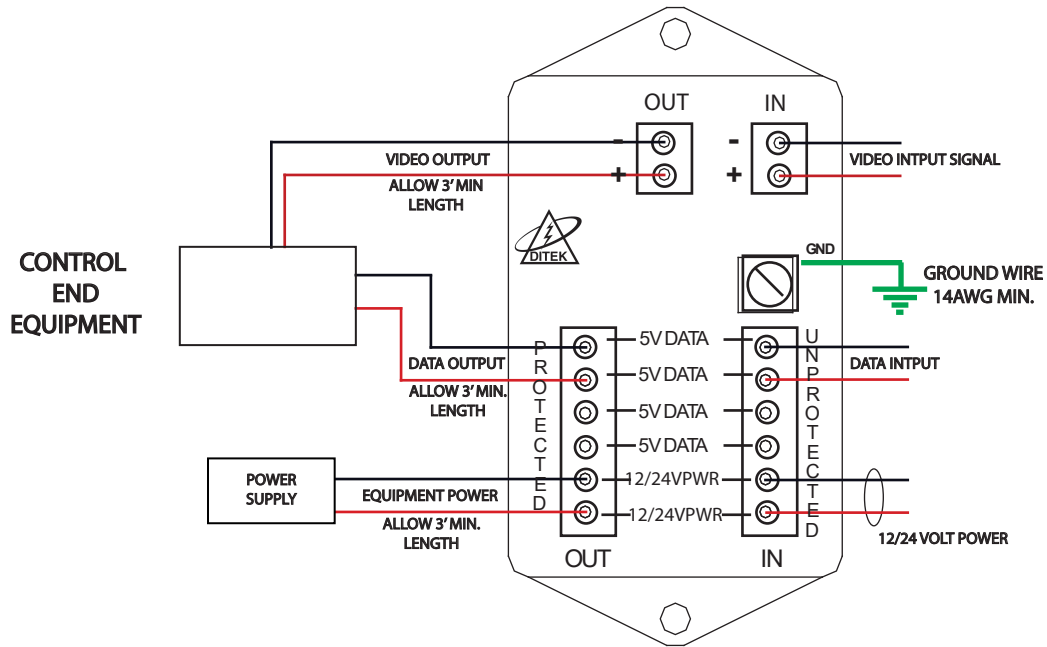 OUT
IN
-
-
VIDEO OUTPUT
VIDEO INTPUT SIGNAL
+
+
ALLOW 3' MIN
LENGTH
DITEK
GND
CONTROL
END
EQUIPMENT
GROUND WIRE
14AWG MIN.
PROTECTED
UNPROTECTED
5V DATA
DATA OUTPUT
DATA INTPUT
5V DATA
ALLOW 3' MIN.
LENGTH
5V DATA
5V DATA
POWER
SUPPLY
12/24VPWR
EQUIPMENT POWER
12/24VPWR
ALLOW 3' MIN.
LENGTH
12/24 VOLT POWER
OUT
IN